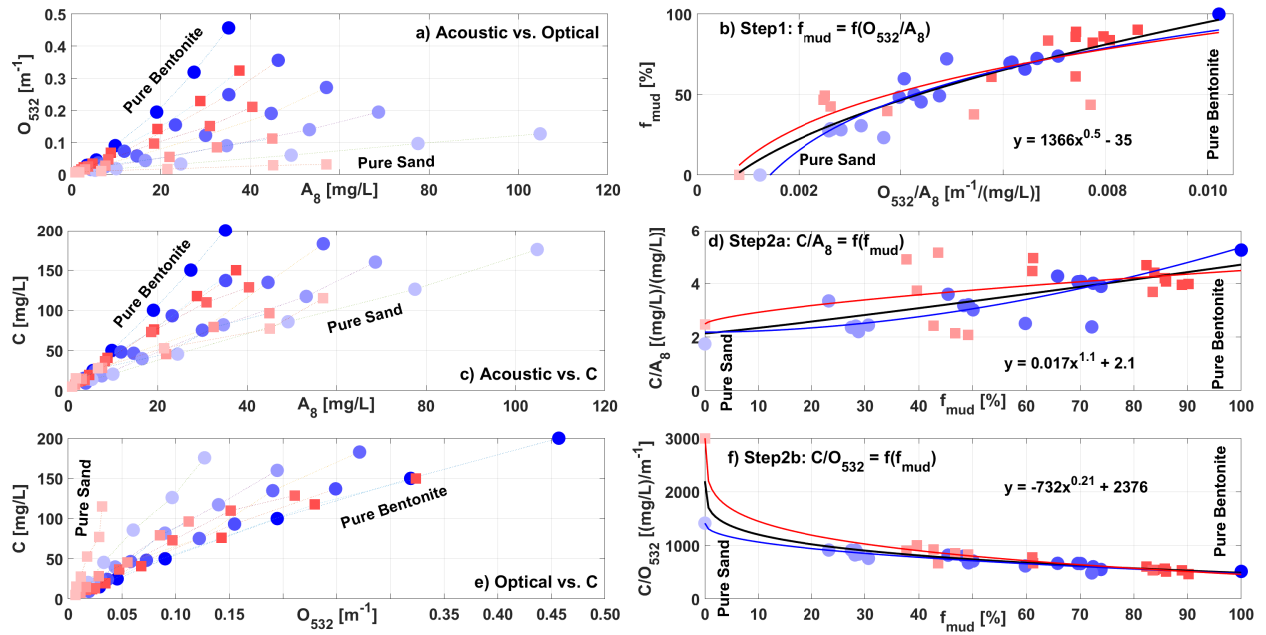 a) Acoustic vs. Optical
Pure Bentonite
Pure Sand
O532 [m-1]
0.5
0.4
0.3
0.2
0.1
0
0 20 40 60 80 100 120
A8 [mg/L]
b) Step1: fmud = f(O532/A8)
Pure Sand
Pure Bentonite
y = 1366x0.5 - 35
fmud [%]
100
50
0
0 0.002 0.004 0.006 0.008 0.010
O532/A8 [m-1/(mg/L)]
Pure Bentonite
Pure Sand
c) Acoustic vs. C
C [mg/L]
200
150
100
50
0
0 20 40 60 80 100 120
A8 [mg/L]
d) Step2a: C/A8 = f(fmud)
Pure Sand
Pure Bentonite
y = 0.017x1.1 + 2.1
C/A8 [(mg/L)/(mg/L)]
6
4
2
0
0 10 20 30 40 50 60 70 80 90 100
fmud [%]
Pure Sand
Pure Bentonite
e) Optical vs. C
C [mg/L]
200
150
100
50
0
0 0.05 0.10 0.15 0.35 0.40 0.45 0.50
O532 [m-1]
f) Step2b: C/O532 = f(fmud)
Pure Sand
Pure Bentonite
y = -732x0.21 + 2376
C/O532 [(mg/L)/m-1]
3000
2000
1000
0
0 10 20 30 40 50 60 70 80 90 100
fmud [%]